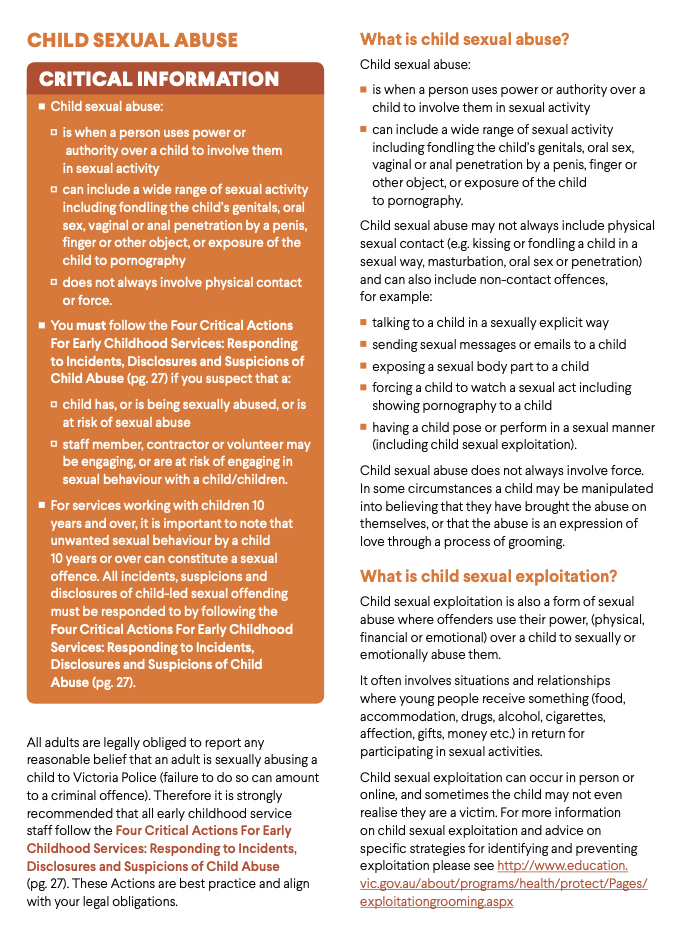 CHILD SEXUAL ABUSE
CRITICAL INFORMATION
■ Child sexual abuse:
is when a person uses power or
authority over a child to involve them
in sexual activity
can include a wide range of sexual activity
including fondling the child's genitals, oral
sex, vaginal or anal penetration by a penis,
finger or other object, or exposure of the
child to pornography
does not always involve physical contact
or force.
■ You must follow the Four Critical Actions
For Early Childhood Services: Responding
to Incidents, Disclosures and Suspicions of
Child Abuse (pg. 27) if you suspect that a:
child has, or is being sexually abused, or is
at risk of sexual abuse
staff member, contractor or volunteer may
be engaging, or are at risk of engaging in
sexual behaviour with a child/children.
■ For services working with children 10
years and over, it is important to note that
unwanted sexual behaviour by a child
10 years or over can constitute a sexual
offence. All incidents, suspicions and
disclosures of child-led sexual offending
must be responded to by following the
Four Critical Actions For Early Childhood
Services: Responding to Incidents,
Disclosures and Suspicions of Child
Abuse (pg. 27).
All adults are legally obliged to report any
reasonable belief that an adult is sexually abusing a
child to Victoria Police (failure to do so can amount
to a criminal offence). Therefore it is strongly
recommended that all early childhood service
staff follow the Four Critical Actions For Early
Childhood Services: Responding to Incidents,
Disclosures and Suspicions of Child Abuse
(pg. 27). These Actions are best practice and align
with your legal obligations.
What is child sexual abuse?
Child sexual abuse:
■ is when a person uses power or authority over a
child to involve them in sexual activity
■ can include a wide range of sexual activity
including fondling the child's genitals, oral sex,
vaginal or anal penetration by a penis, finger or
other object, or exposure of the child
to pornography.
Child sexual abuse may not always include physical
sexual contact (e.g. kissing or fondling a child in a
sexual way, masturbation, oral sex or penetration)
and can also include non-contact offences,
for example:
■ talking to a child in a sexually explicit way
■ sending sexual messages or emails to a child
■ exposing a sexual body part to a child
■ forcing a child to watch a sexual act including
showing pornography to a child
■ having a child pose or perform in a sexual manner
(including child sexual exploitation).
Child sexual abuse does not always involve force.
In some circumstances a child may be manipulated
into believing that they have brought the abuse on
themselves, or that the abuse is an expression of
love through a process of grooming.
What is child sexual exploitation?
Child sexual exploitation is also a form of sexual
abuse where offenders use their power, (physical,
financial or emotional) over a child to sexually or
emotionally abuse them.
It often involves situations and relationships
where young people receive something (food,
accommodation, drugs, alcohol, cigarettes,
affection, gifts, money etc.) in return for
participating in sexual activities.
Child sexual exploitation can occur in person or
online, and sometimes the child may not even
realise they are a victim. For more information
on child sexual exploitation and advice on
specific strategies for identifying and preventing
exploitation please see http://www.education.
vic.gov.au/about/programs/health/protect/Pages/
exploitationgrooming.aspx